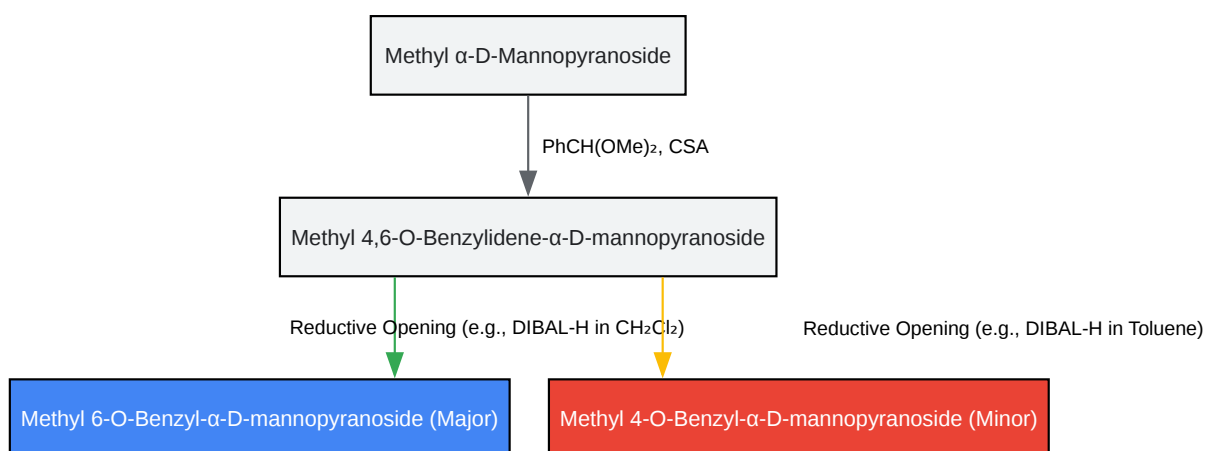 Methyl α-D-Mannopyranoside
PhCH(OMe)₂, CSA
Methyl 4,6-O-Benzylidene-α-D-mannopyranoside
Reductive Opening (e.g., DIBAL-H in CH₂Cl₂)
Reductive Opening (e.g., DIBAL-H in Toluene)
Methyl 6-O-Benzyl-α-D-mannopyranoside (Major)
Methyl 4-O-Benzyl-α-D-mannopyranoside (Minor)